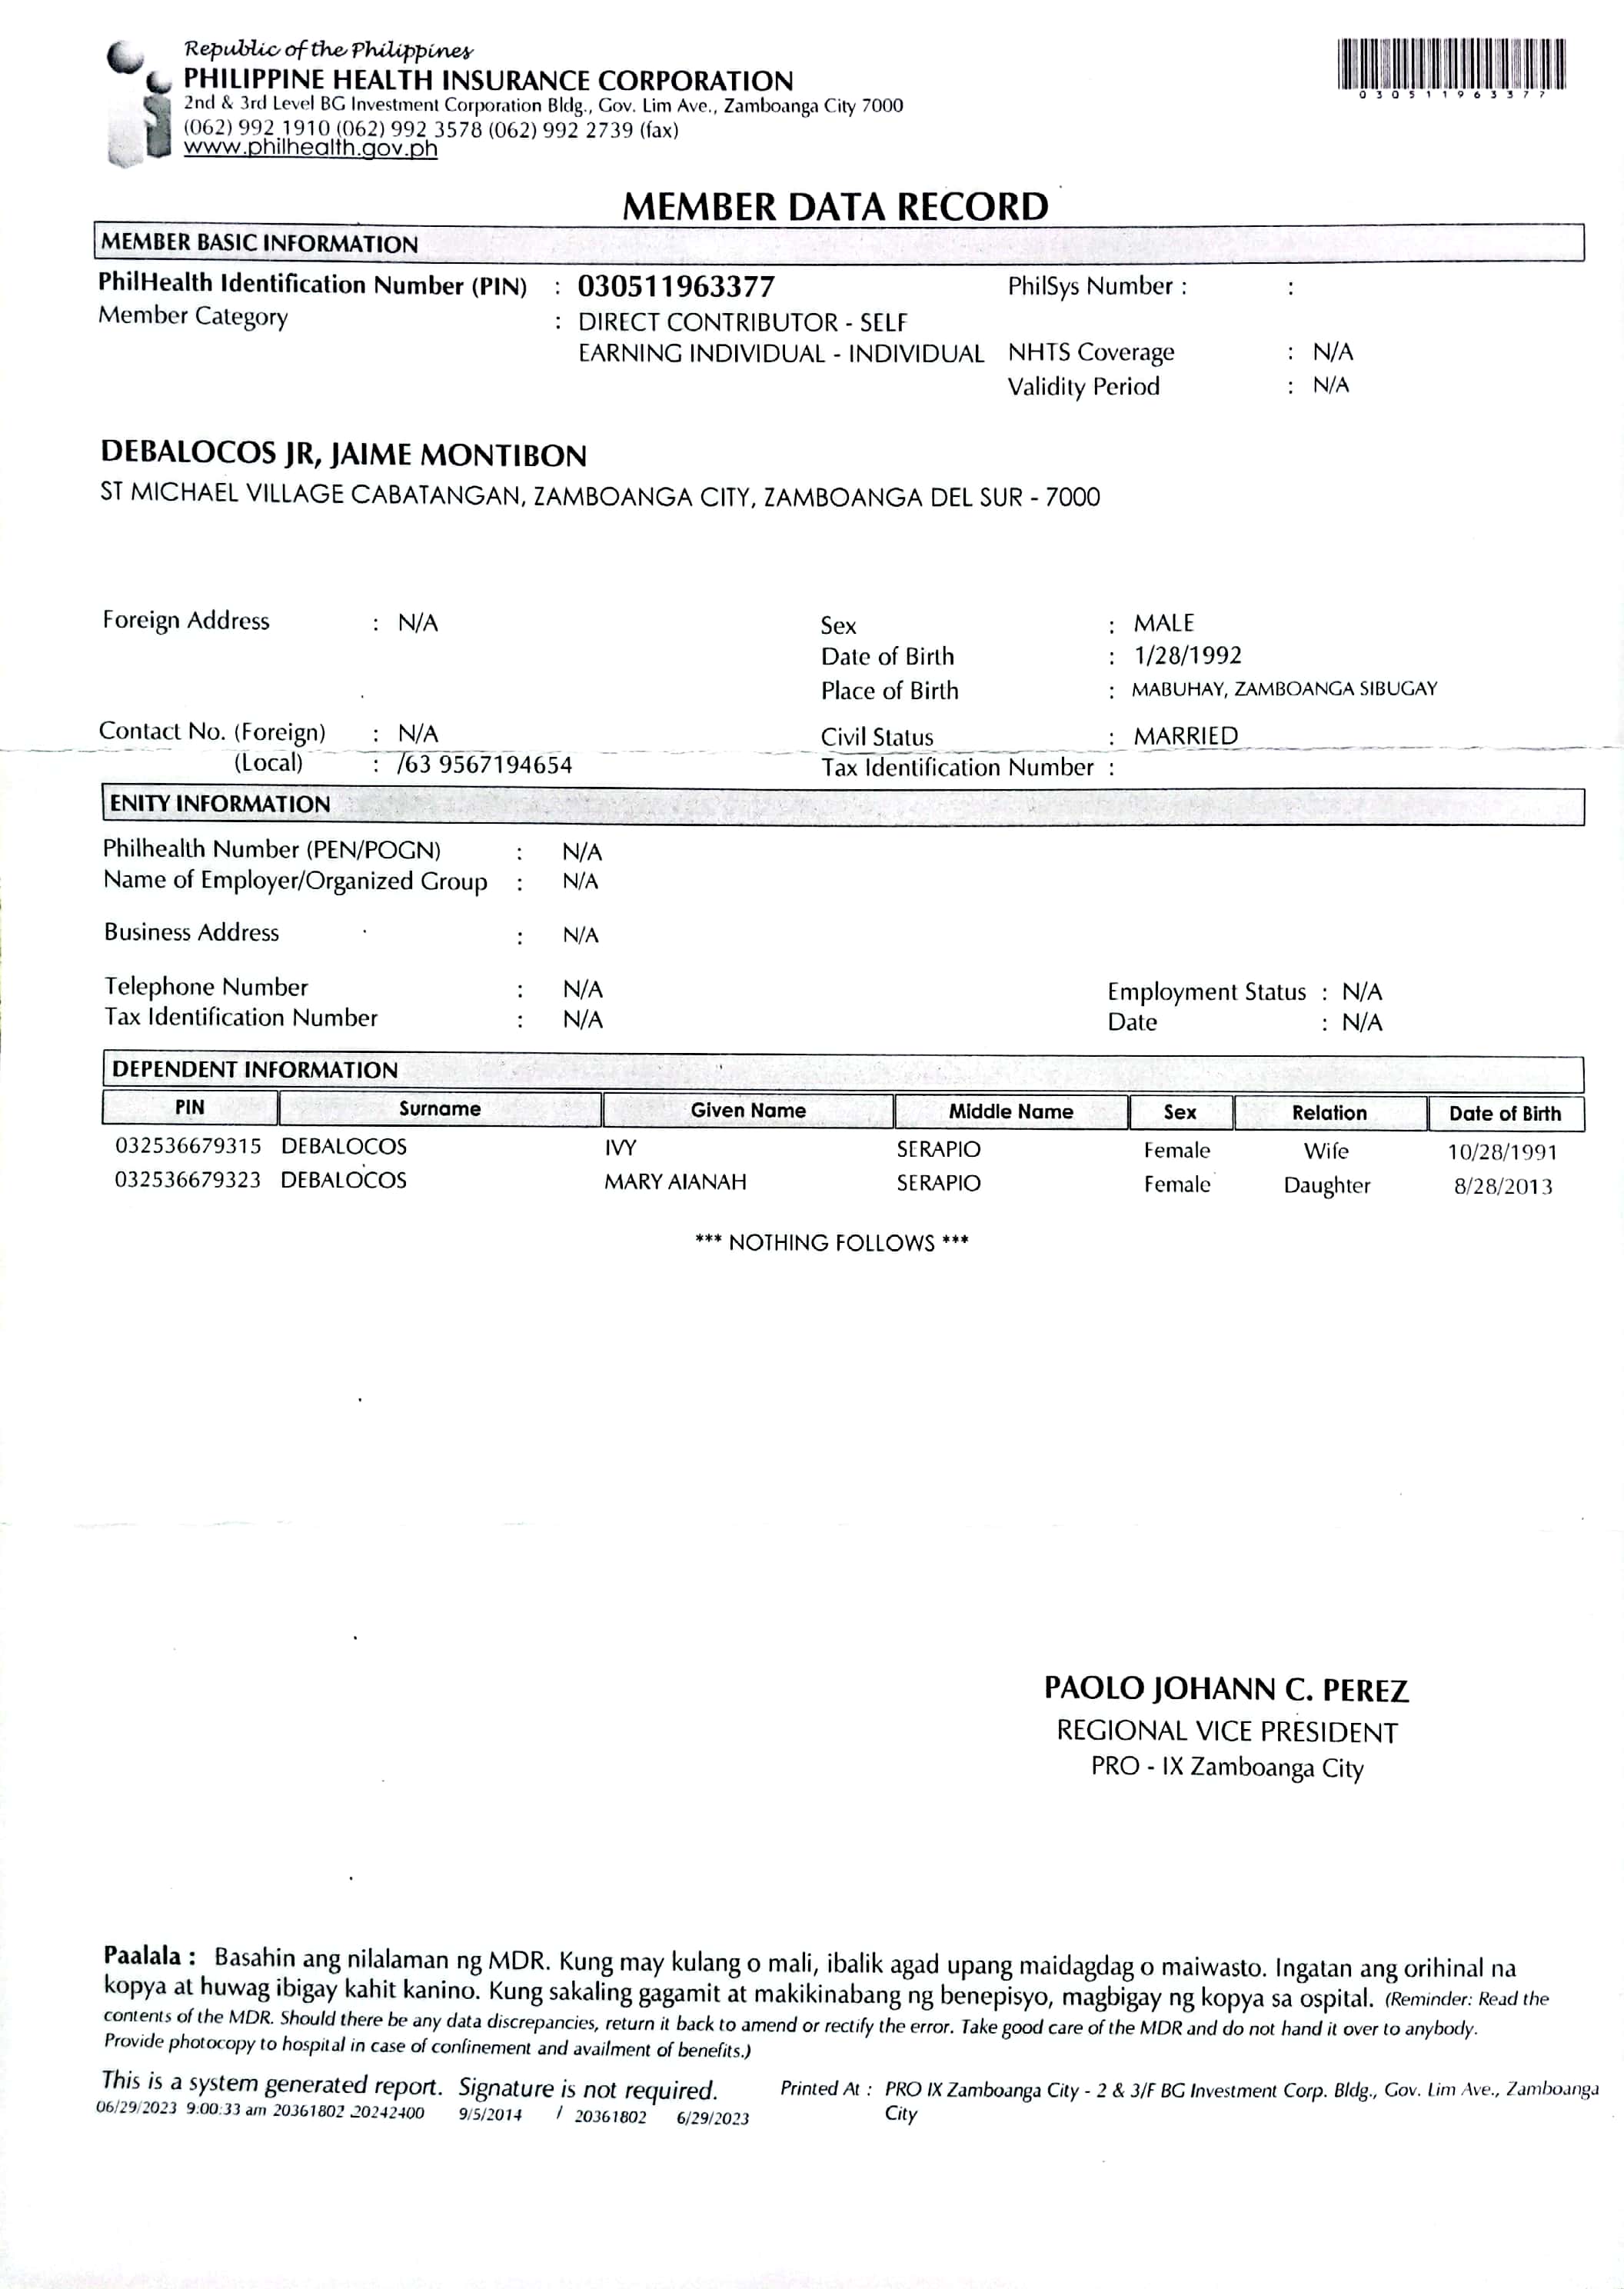 Republic of the Philippines
PHILIPPINE HEALTH INSURANCE CORPORATION
2nd & 3rd Level BG Investment Corporation Bldg., Gov. Lim Ave., Zamboanga City 7000
(062) 992 1910 (062) 992 3578 (062) 992 2739 (fax)
www.philhealth.gov.ph
030511963377
MEMBER DATA RECORD
MEMBER BASIC INFORMATION
PhilHealth Identification Number (PIN) : 030511963377 PhilSys Number : :
Member Category : DIRECT CONTRIBUTOR - SELF
EARNING INDIVIDUAL - INDIVIDUAL NHTS Coverage : N/A
Validity Period : N/A
DEBALOCOS JR, JAIME MONTIBON
ST MICHAEL VILLAGE CABATANGAN, ZAMBOANGA CITY, ZAMBOANGA DEL SUR - 7000
Foreign Address : N/A Sex : MALE
Date of Birth : 1/28/1992
Place of Birth : MABUHAY, ZAMBOANGA SIBUGAY
Contact No. (Foreign) : N/A Civil Status : MARRIED
(Local) : /63 9567194654 Tax Identification Number :
ENITY INFORMATION
Philhealth Number (PEN/POGN) : N/A
Name of Employer/Organized Group : N/A
Business Address : N/A
Telephone Number : N/A Employment Status : N/A
Tax Identification Number : N/A Date : N/A
DEPENDENT INFORMATION
PIN Surname Given Name Middle Name Sex Relation Date of Birth
032536679315 DEBALOCOS IVY SERAPIO Female Wife 10/28/1991
032536679323 DEBALOCOS MARY AIANAH SERAPIO Female Daughter 8/28/2013
*** NOTHING FOLLOWS ***
PAOLO JOHANN C. PEREZ
REGIONAL VICE PRESIDENT
PRO - IX Zamboanga City
Paalala : Basahin ang nilalaman ng MDR. Kung may kulang o mali, ibalik agad upang maidagdag o maiwasto. Ingatan ang orihinal na
kopya at huwag ibigay kahit kanino. Kung sakaling gagamit at makikinabang ng benepisyo, magbigay ng kopya sa ospital. (Reminder: Read the
contents of the MDR. Should there be any data discrepancies, return it back to amend or rectify the error. Take good care of the MDR and do not hand it over to anybody.
Provide photocopy to hospital in case of confinement and availment of benefits.)
This is a system generated report. Signature is not required. Printed At : PRO IX Zamboanga City - 2 & 3/F BG Investment Corp. Bldg., Gov. Lim Ave., Zamboanga
City
06/29/2023 9:00:33 am 20361802 20242400 9/5/2014 / 20361802 6/29/2023